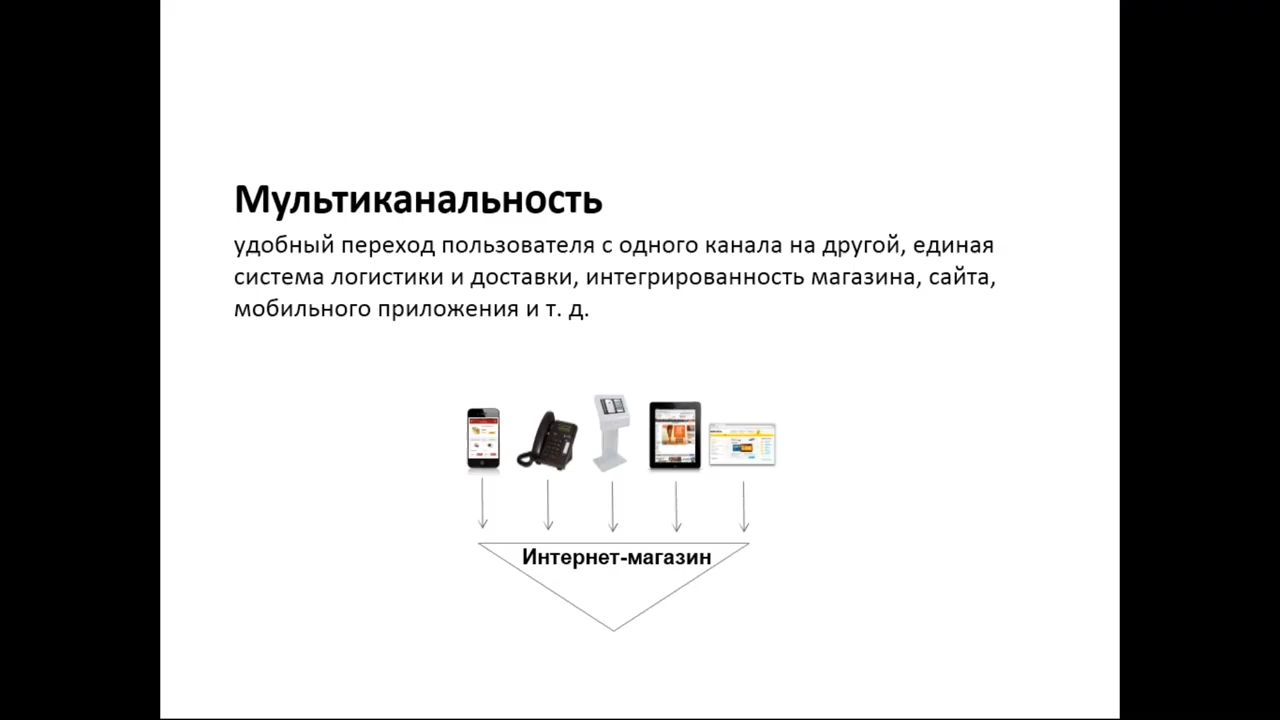 Мультиканальность
удобный переход пользователя с одного канала на другой, единая
система логистики и доставки, интегрированность магазина, сайта,
мобильного приложения и т. д.
Интернет-магазин